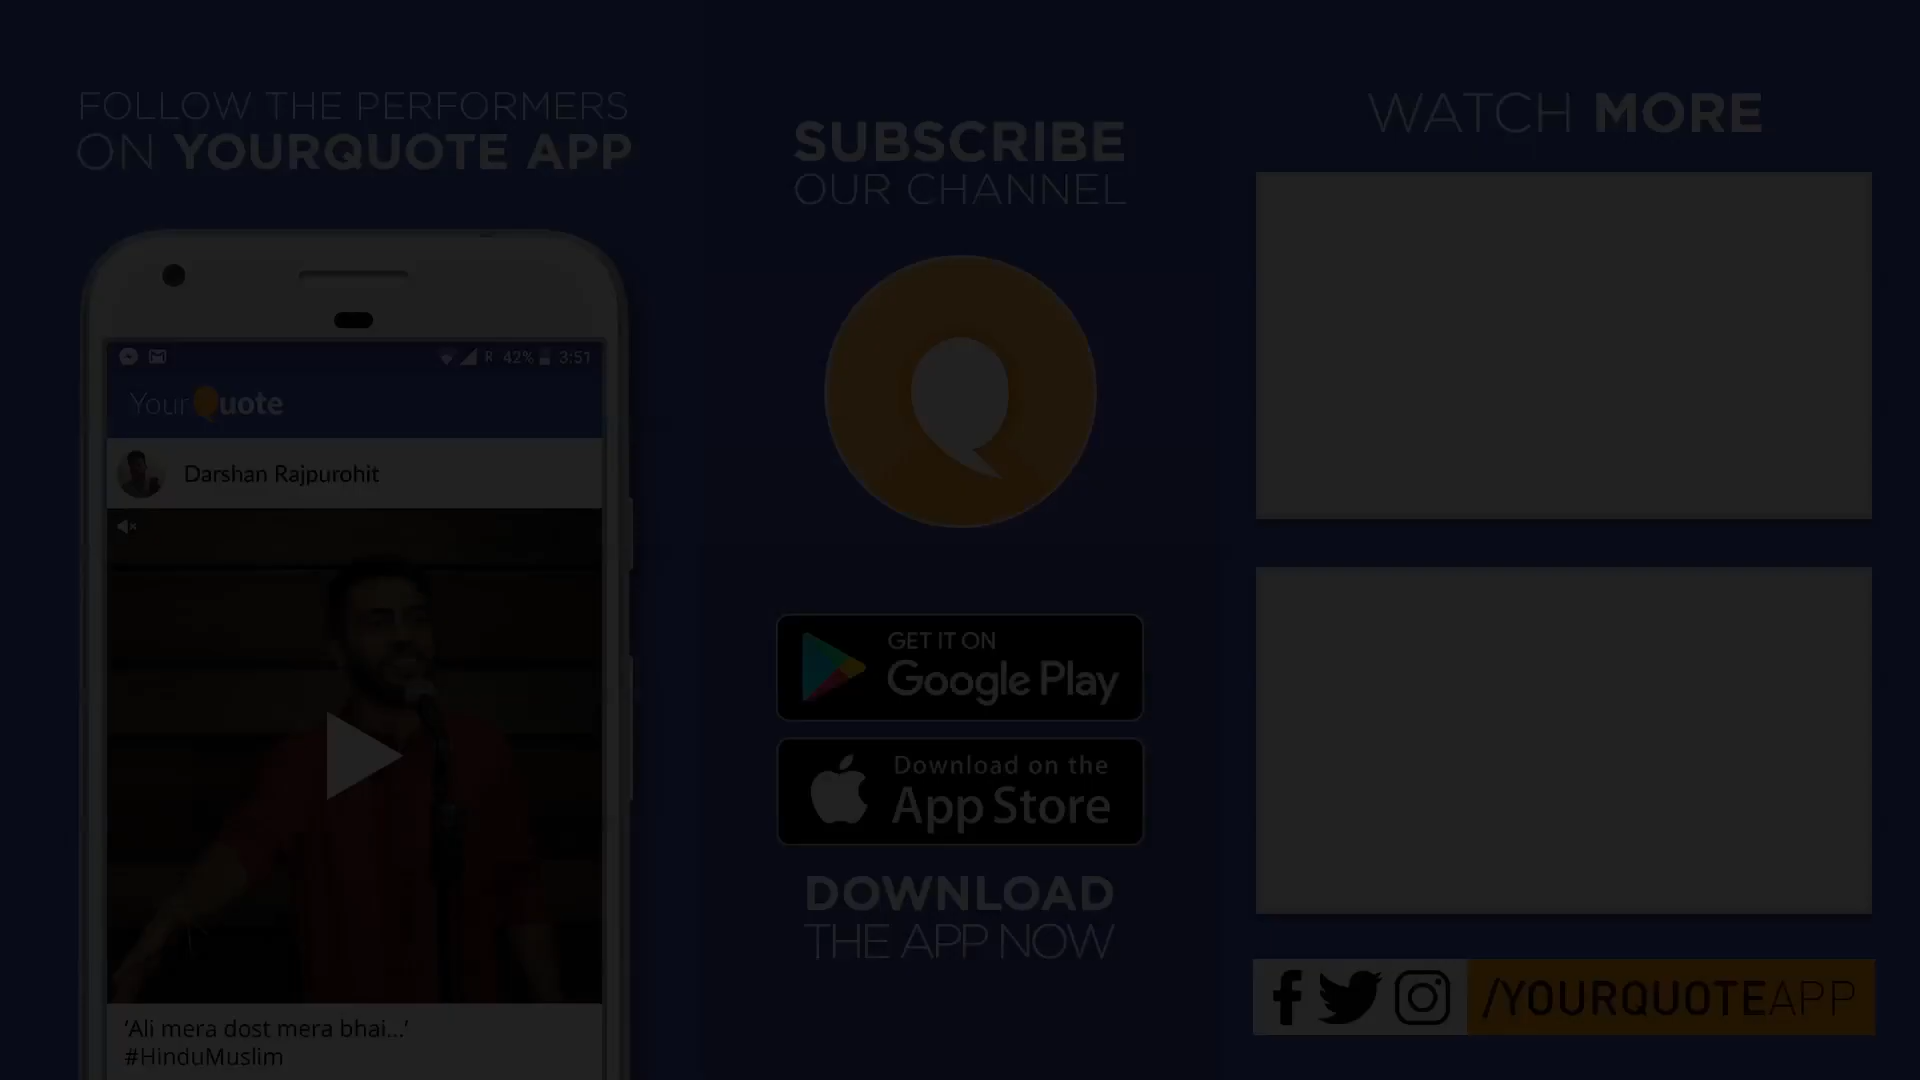 FOLLOW THE PERFORMERS
ON YOURQUOTE APP
R 42% 3:51
YourQuote
Darshan Rajpurohit
'Ali mera dost mera bhai...'
#HinduMuslim
SUBSCRIBE
OUR CHANNEL
GET IT ON
Google Play
Download on the
App Store
DOWNLOAD
THE APP NOW
WATCH MORE
/YOURQUOTEAPP